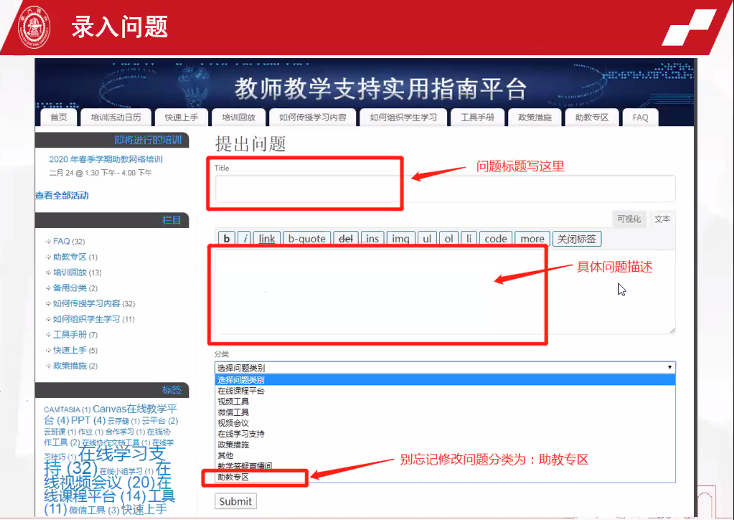 录入问题
教师教学支持实用指南平台
首页 培训活动日历 快速上手 培训回放 如何传授学习内容 如何组织学生学习 工具手册 政策措施 助教专区 FAQ
即将进行的培训
2020 年春季学期助教网络培训
二月 24 @ 1:30 下午 - 4:00 下午
查看全部活动
栏目
FAQ (32)
助教专区 (1)
培训回放 (13)
备用分类 (2)
如何传授学习内容 (32)
如何组织学生学习 (11)
工具手册 (7)
快速上手 (5)
政策措施 (2)
标签
CAMTASIA (1) Canvas在线教学平
台 (4) PPT (4) 云存储 (1) 云平台 (2)
云班课 (1) 作业 (1) 合作学习 (1) 在线协
作工具 (2) 在线协作文档工具 (1) 在线学
习技巧 (1) 在线学习支
持 (32) 在线小组学习 (1) 在
线视频会议 (20) 在
线课程平台 (14) 工具
(11) 微信工具 (3) 快速上手
提出问题
Title
问题标题写这里
可视化 文本
b i link b-quote del ins img ul ol li code more 关闭标签
具体问题描述
分类
选择问题类别
选择问题类别
在线课程平台
视频工具
微信工具
视频会议
在线学习支持
政策措施
其他
教学答疑直播间
助教专区
别忘记修改问题分类为：助教专区
Submit